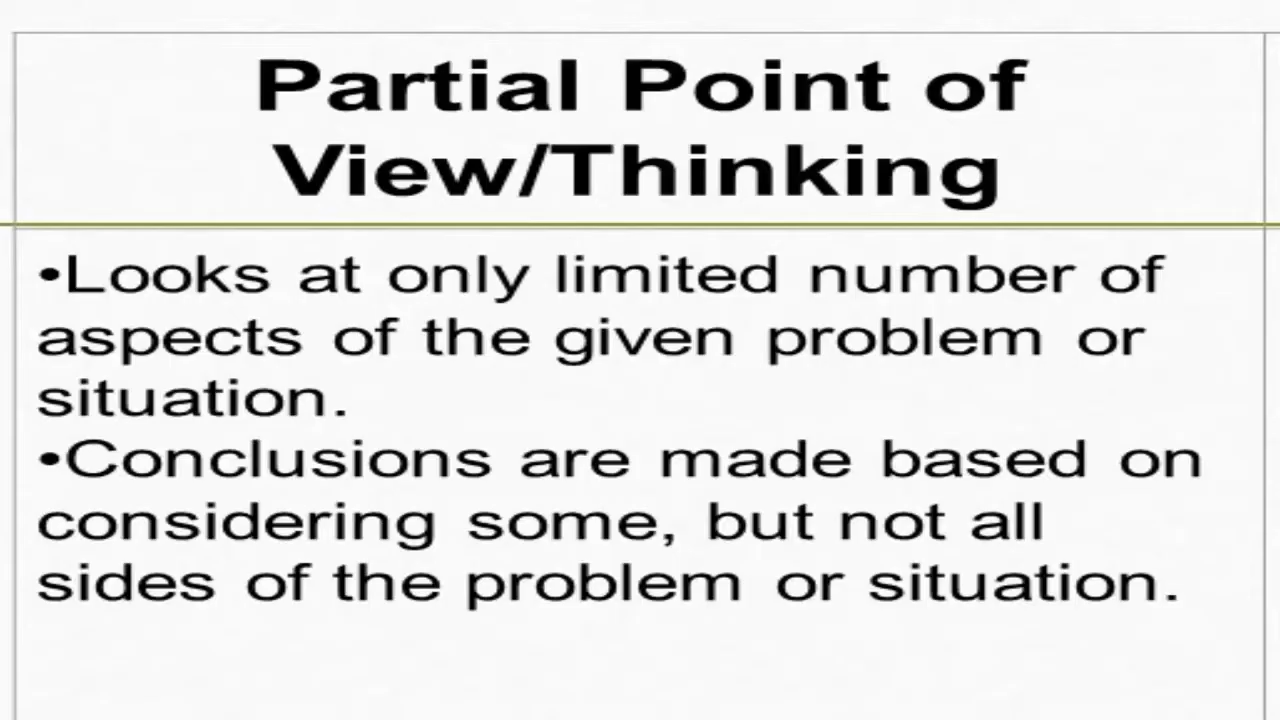 Partial Point of
View/Thinking
•Looks at only limited number of
aspects of the given problem or
situation.
•Conclusions are made based on
considering some, but not all
sides of the problem or situation.